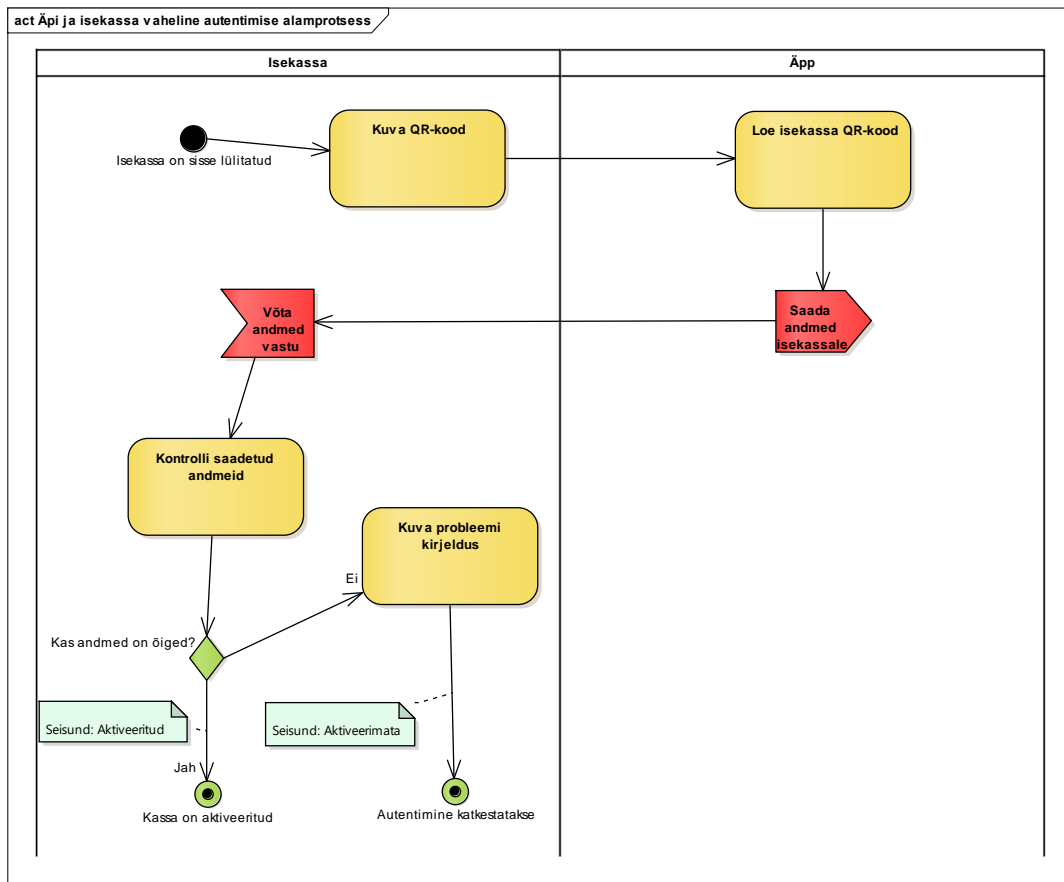 act Äpi ja isekassa vaheline autentimise alamprotsess
Isekassa
Äpp
Kuva QR-kood
Loe isekassa QR-kood
Isekassa on sisse lülitatud
Võta
andmed
vastu
Saada
andmed
isekassale
Kontrolli saadetud
andmeid
Kuva probleemi
kirjeldus
Ei
Kas andmed on õiged?
Seisund: Aktiveeritud
Seisund: Aktiveerimata
Jah
Kassa on aktiveeritud
Autentimine katkestatakse